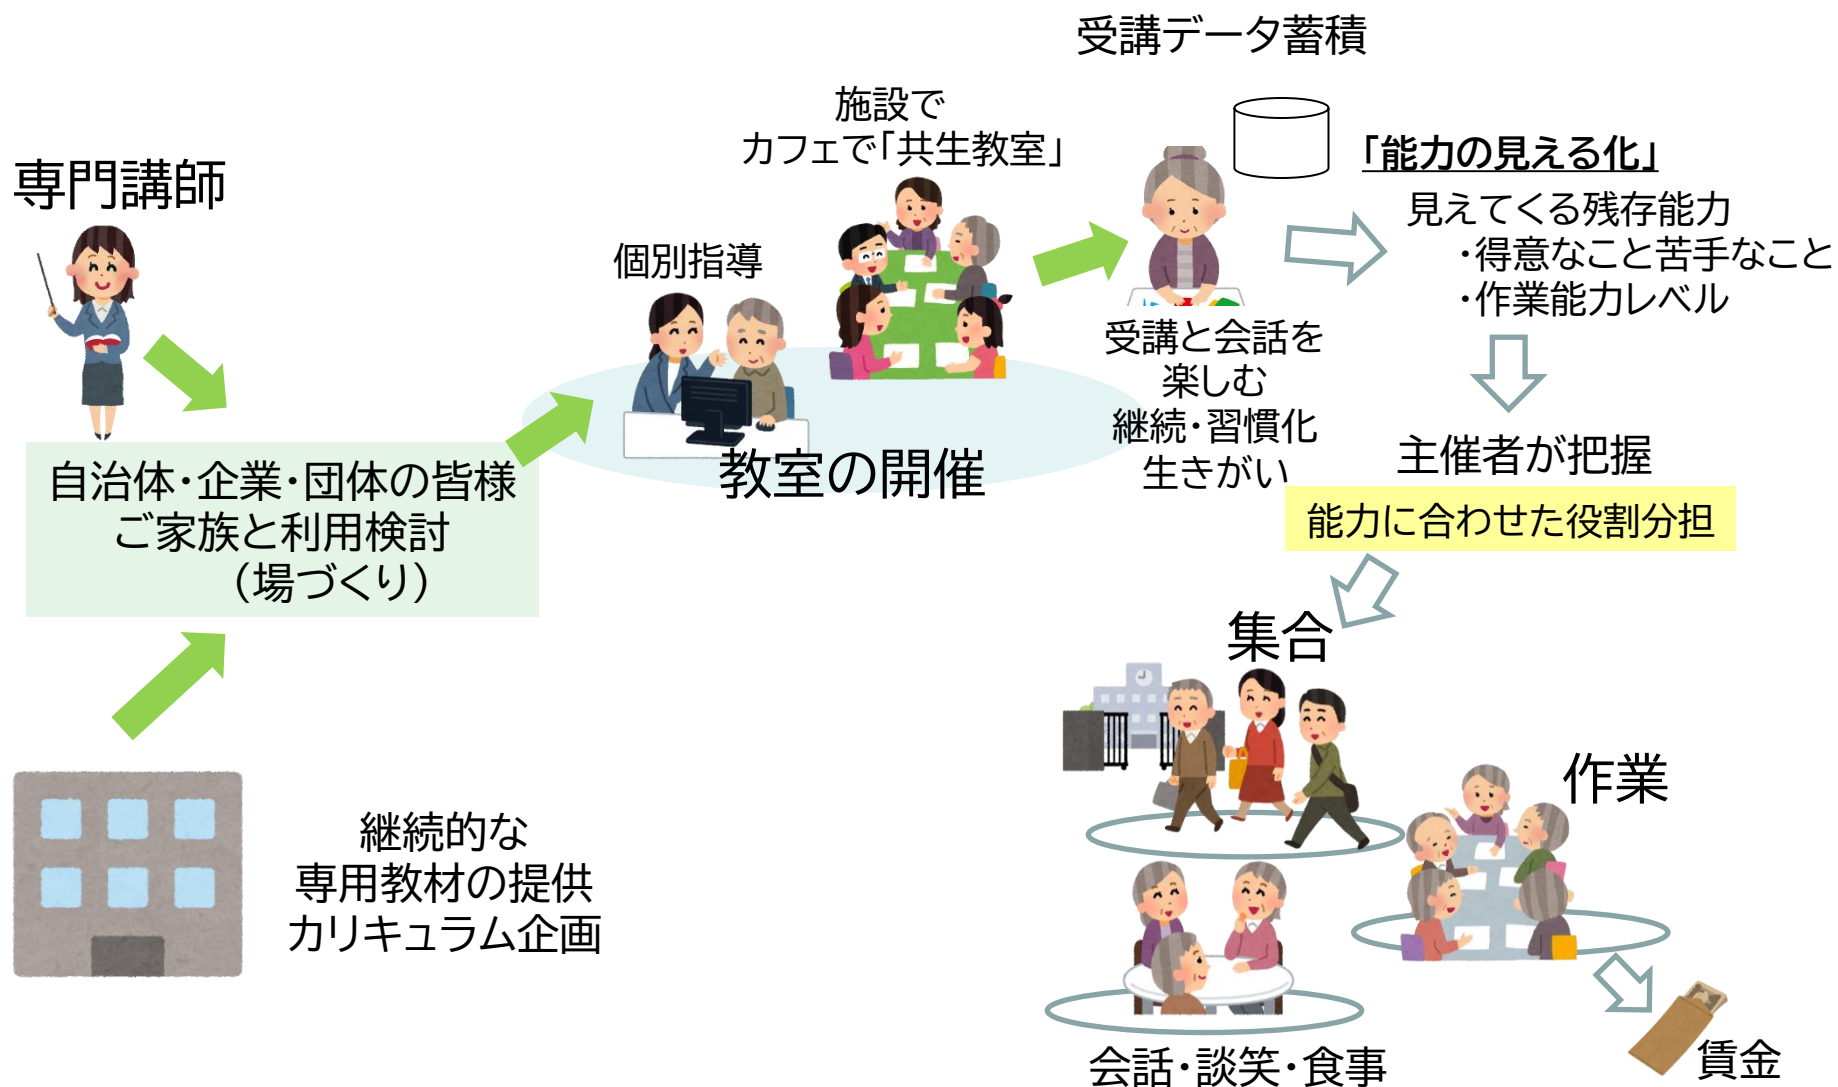 専門講師
自治体・企業・団体の皆様
ご家族と利用検討
（場づくり）
継続的な
専用教材の提供
カリキュラム企画
個別指導
施設で
カフェで「共生教室」
教室の開催
受講データ蓄積
受講と会話を
楽しむ
継続・習慣化
生きがい
「能力の見える化」
見えてくる残存能力
・得意なこと苦手なこと
・作業能力レベル
主催者が把握
能力に合わせた役割分担
集合
作業
会話・談笑・食事
賃金